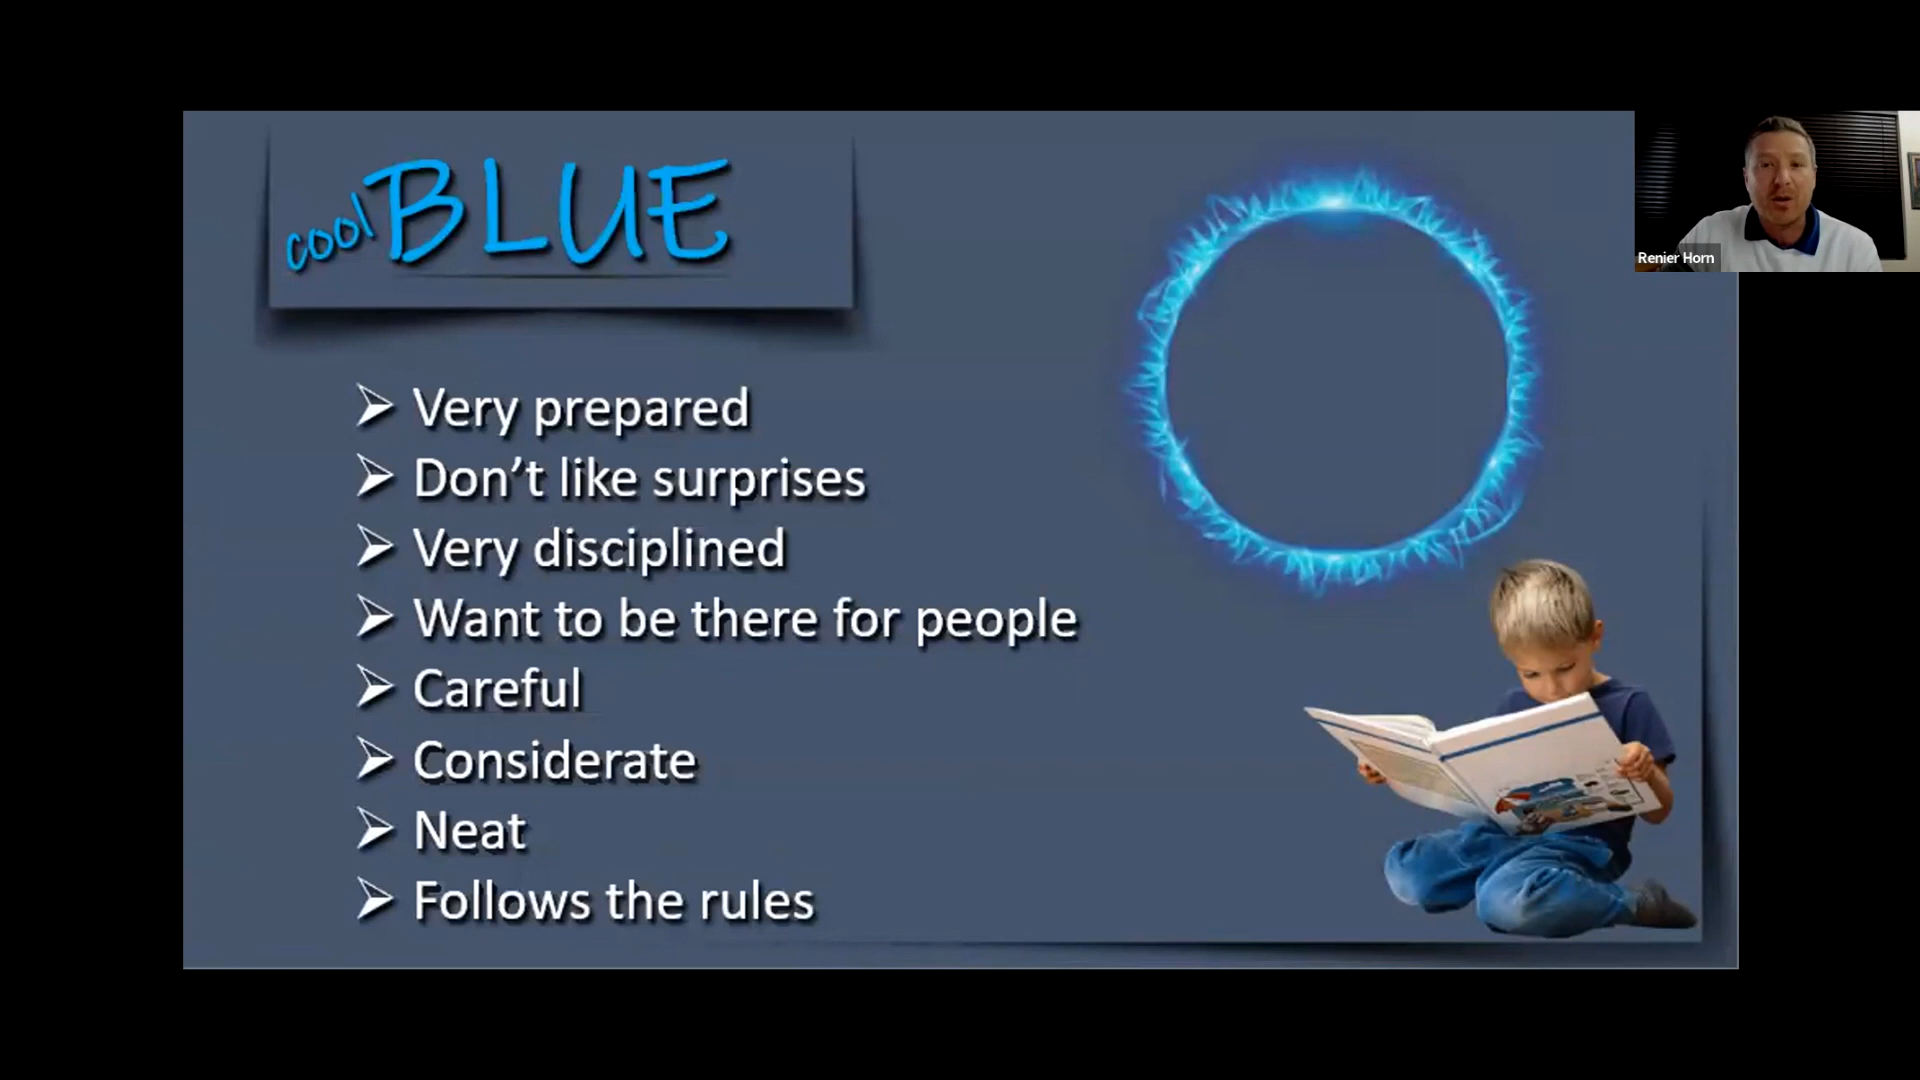 cool BLUE
Very prepared
Don't like surprises
Very disciplined
Want to be there for people
Careful
Considerate
Neat
Follows the rules
Renier Horn